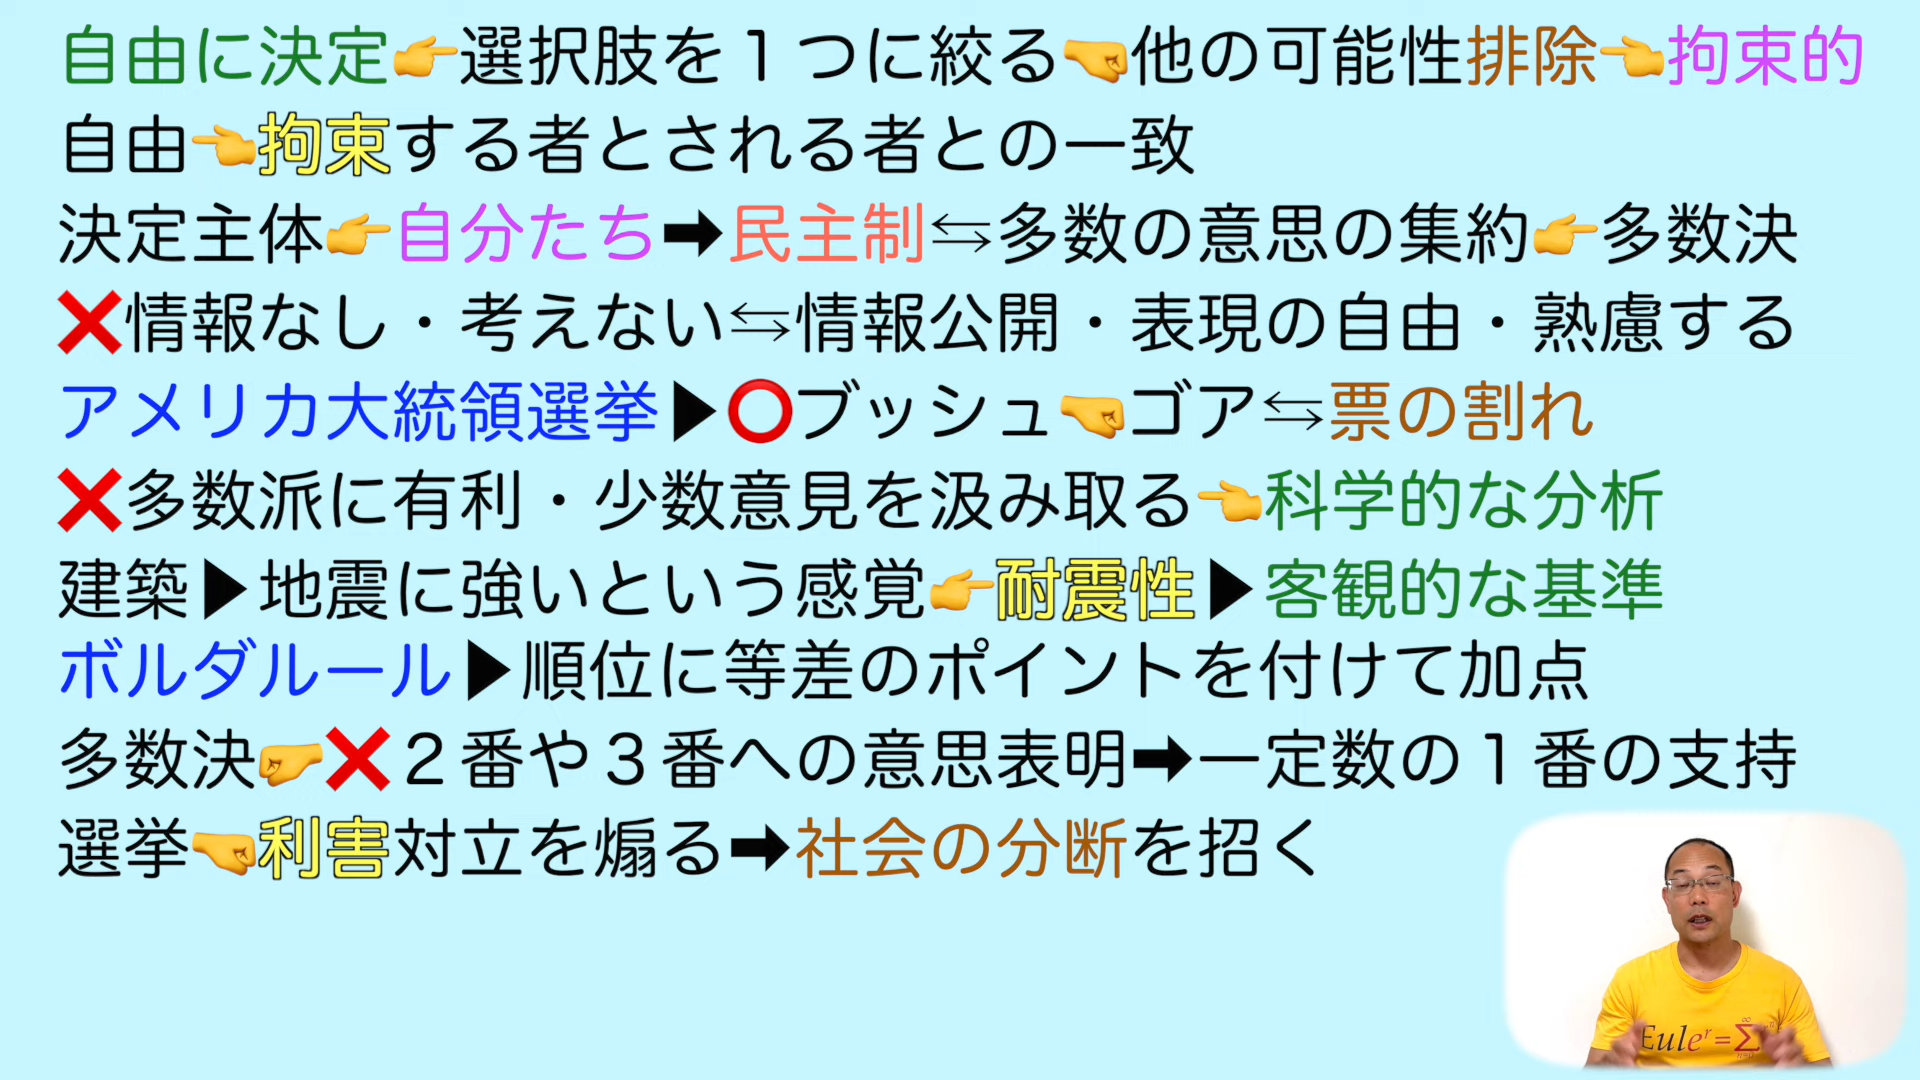 自由に決定👉選択肢を１つに絞る🤜他の可能性排除👈拘束的
自由👈拘束する者とされる者との一致
決定主体👉自分たち➡民主制⇆多数の意思の集約👉多数決
❌情報なし・考えない⇆情報公開・表現の自由・熟慮する
アメリカ大統領選挙▶⭕ブッシュ🤜ゴア⇆票の割れ
❌多数派に有利・少数意見を汲み取る👈科学的な分析
建築▶地震に強いという感覚👉耐震性▶客観的な基準
ボルダルール▶順位に等差のポイントを付けて加点
多数決🤛❌２番や３番への意思表明➡一定数の１番の支持
選挙🤜利害対立を煽る➡社会の分断を招く
Euler=Σ